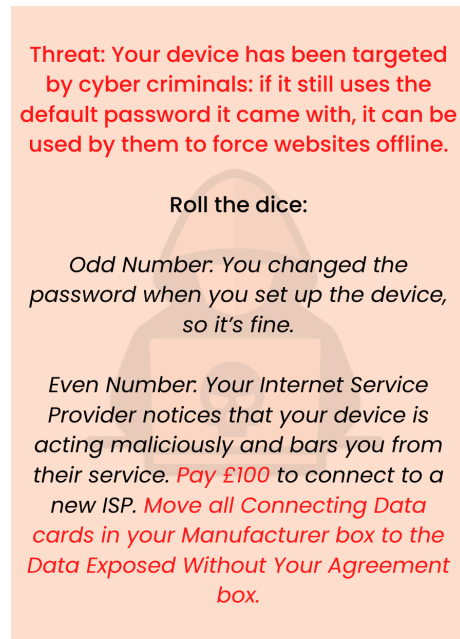 Threat: Your device has been targeted
by cyber criminals: if it still uses the
default password it came with, it can be
used by them to force websites offline.
Roll the dice:
Odd Number: You changed the
password when you set up the device,
so it’s fine.
Even Number: Your Internet Service
Provider notices that your device is
acting maliciously and bars you from
their service. Pay £100 to connect to a
new ISP. Move all Connecting Data
cards in your Manufacturer box to the
Data Exposed Without Your Agreement
box.